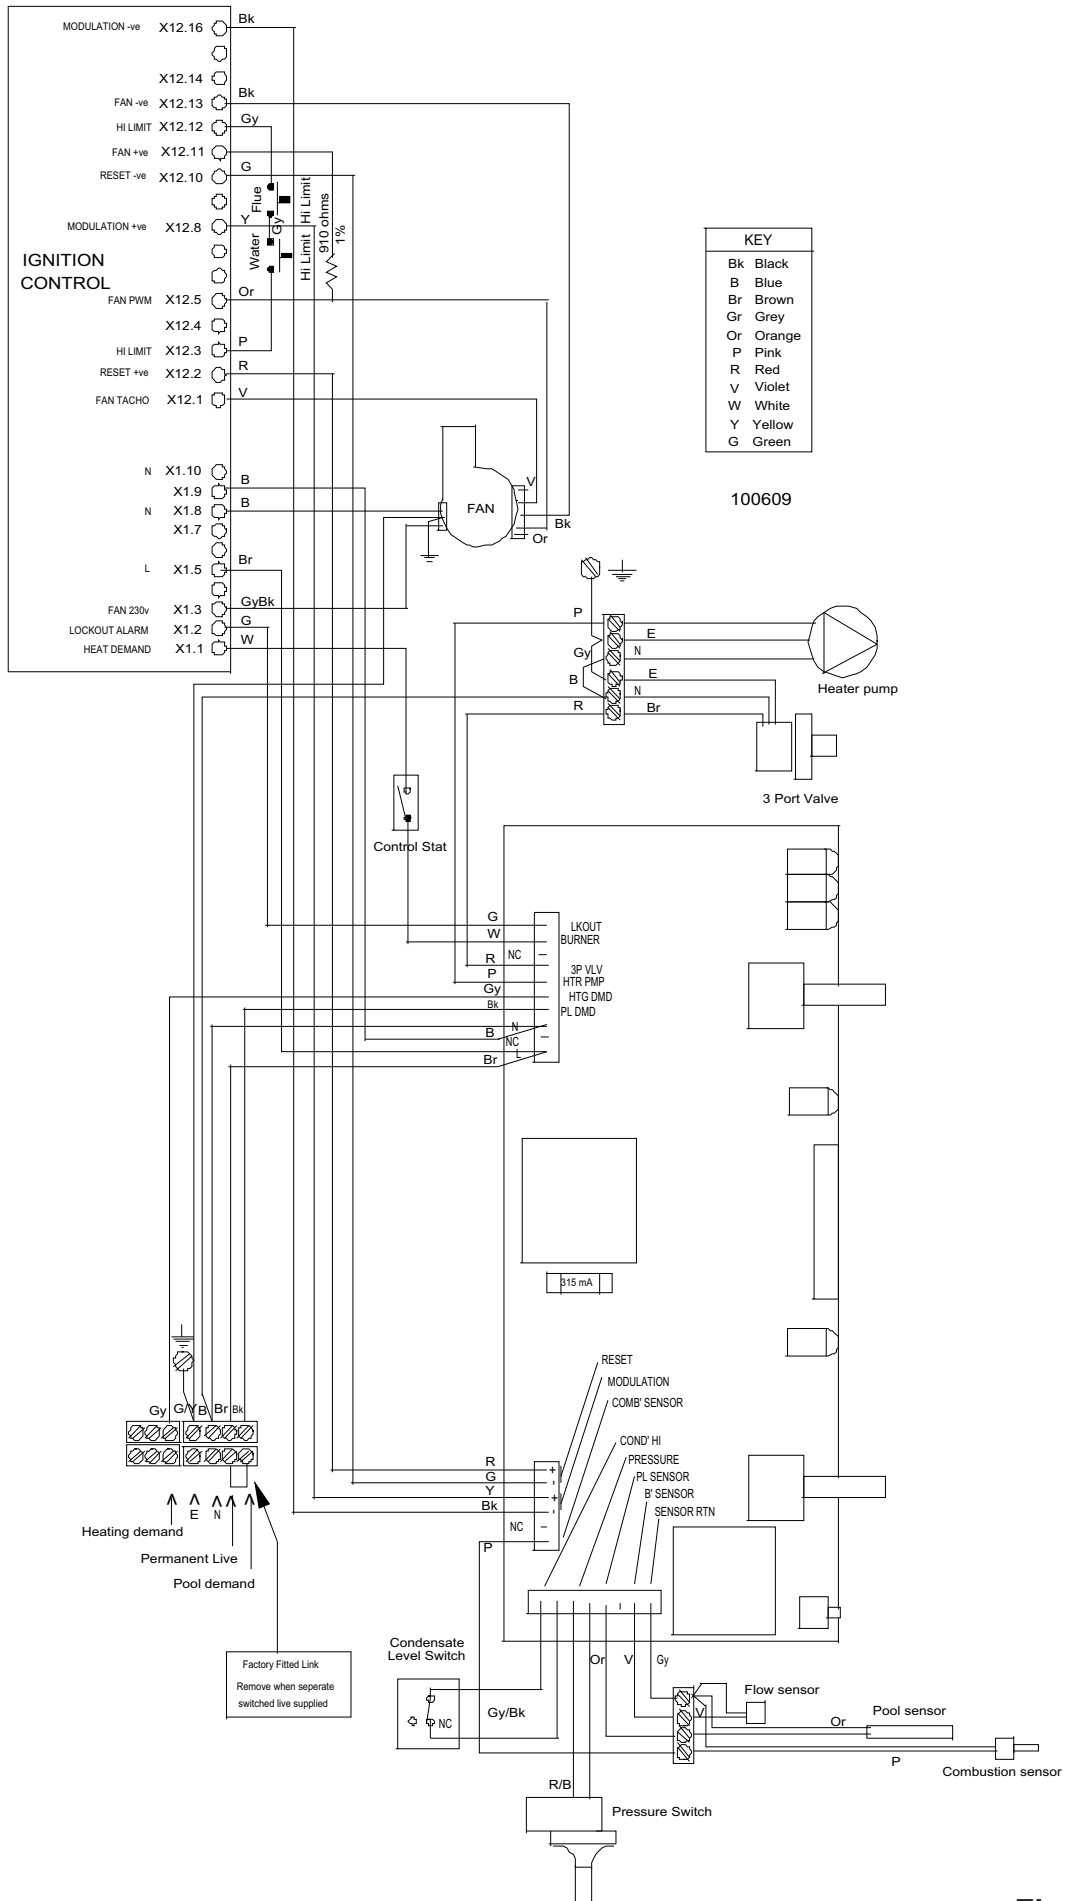 MODULATION -ve X12.16 Bk
X12.14
FAN -ve X12.13 Bk
HI LIMIT X12.12 Gy
FAN +ve X12.11
RESET -ve X12.10 G
MODULATION +ve X12.8 Y
Flue Hi Limit
Gy
Water Hi Limit
910 ohms
1%
IGNITION
CONTROL
FAN PWM X12.5 Or
X12.4
HI LIMIT X12.3 P
RESET +ve X12.2 R
FAN TACHO X12.1 V
N X1.10
X1.9 B
N X1.8 B
X1.7
L X1.5 Br
FAN 230v X1.3 GyBk
LOCKOUT ALARM X1.2 G
HEAT DEMAND X1.1 W
KEY
Bk Black
B Blue
Br Brown
Gr Grey
Or Orange
P Pink
R Red
V Violet
W White
Y Yellow
G Green
100609
FAN
V
Bk
Or
P
E
Gy
N
B
E
N
R
Br
Heater pump
3 Port Valve
Control Stat
G LKOUT
W BURNER
NC
R 3P VLV
P HTR PMP
Gy HTG DMD
Bk PL DMD
N
B
NC
L
Br
315 mA
RESET
MODULATION
COMB' SENSOR
COND' HI
PRESSURE
PL SENSOR
B' SENSOR
SENSOR RTN
Gy G/Y B Br Bk
E N
Heating demand
Permanent Live
Pool demand
Factory Fitted Link
Remove when seperate
switched live supplied
R +
G -
Y +
Bk -
NC
P
Condensate
Level Switch
NC
Gy/Bk
Or V Gy
R/B
Pressure Switch
V
Flow sensor
Or
Pool sensor
P
Combustion sensor